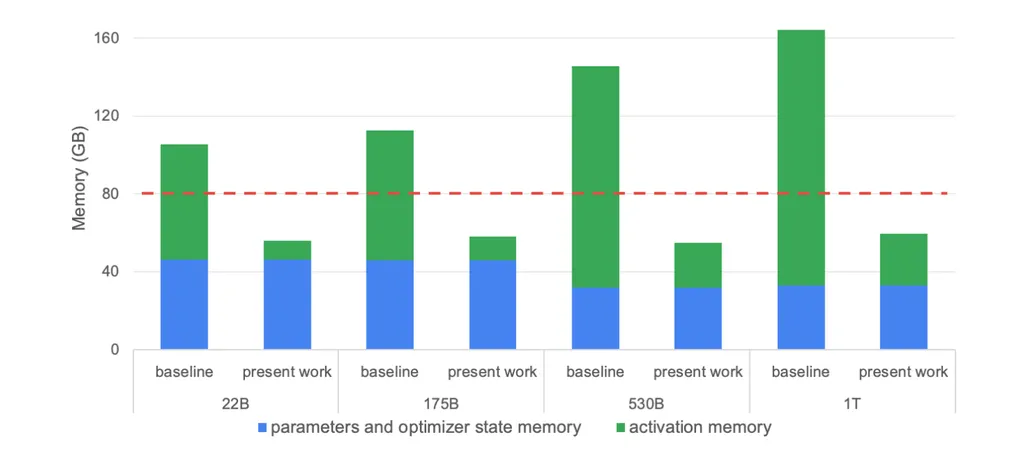 Memory (GB)
160
120
80
40
0
baseline present work baseline present work baseline present work baseline present work
22B 175B 530B 1T
parameters and optimizer state memory activation memory